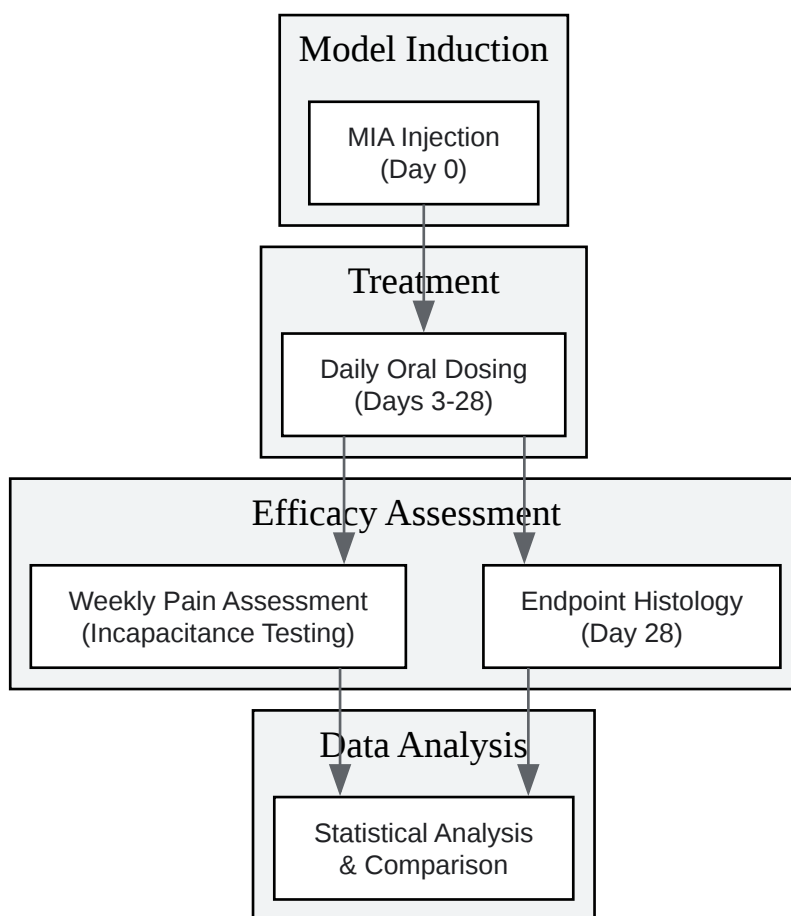 Model Induction
MIA Injection
(Day 0)
Treatment
Daily Oral Dosing
(Days 3-28)
Efficacy Assessment
Weekly Pain Assessment
(Incapacitance Testing)
Endpoint Histology
(Day 28)
Data Analysis
Statistical Analysis
& Comparison